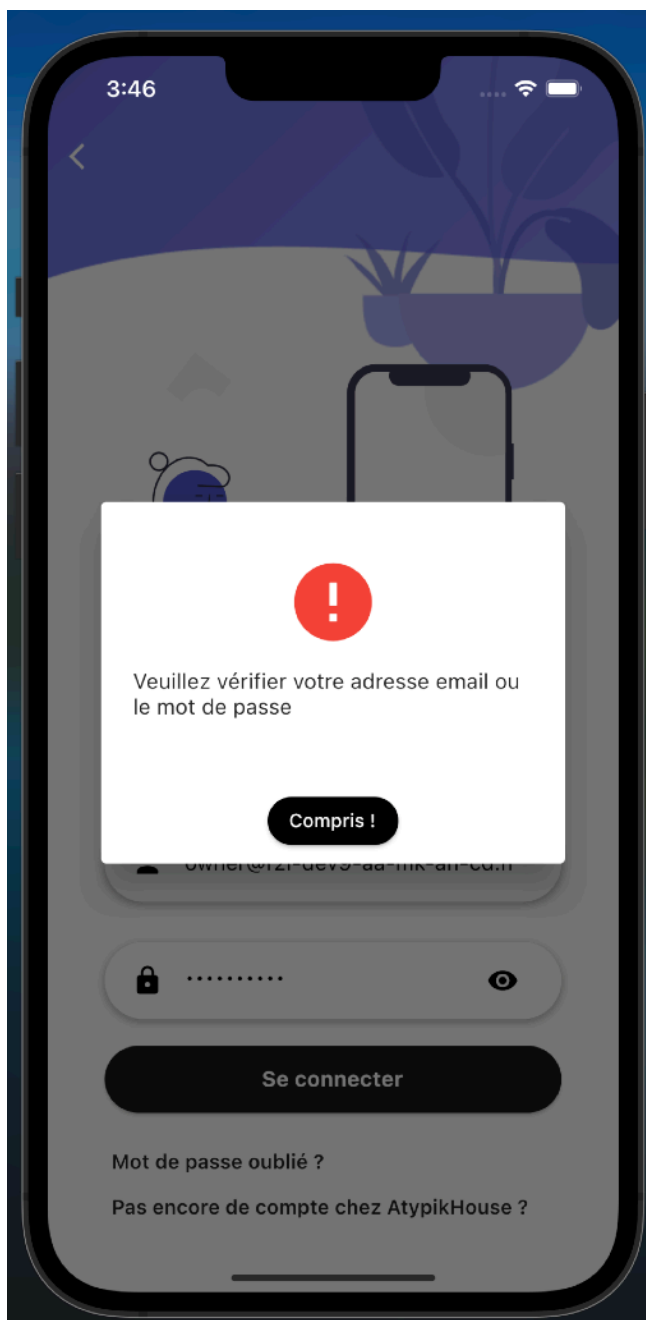 3:46
Veuillez vérifier votre adresse email ou
le mot de passe
Compris !
Se connecter
Mot de passe oublié ?
Pas encore de compte chez AtypikHouse ?